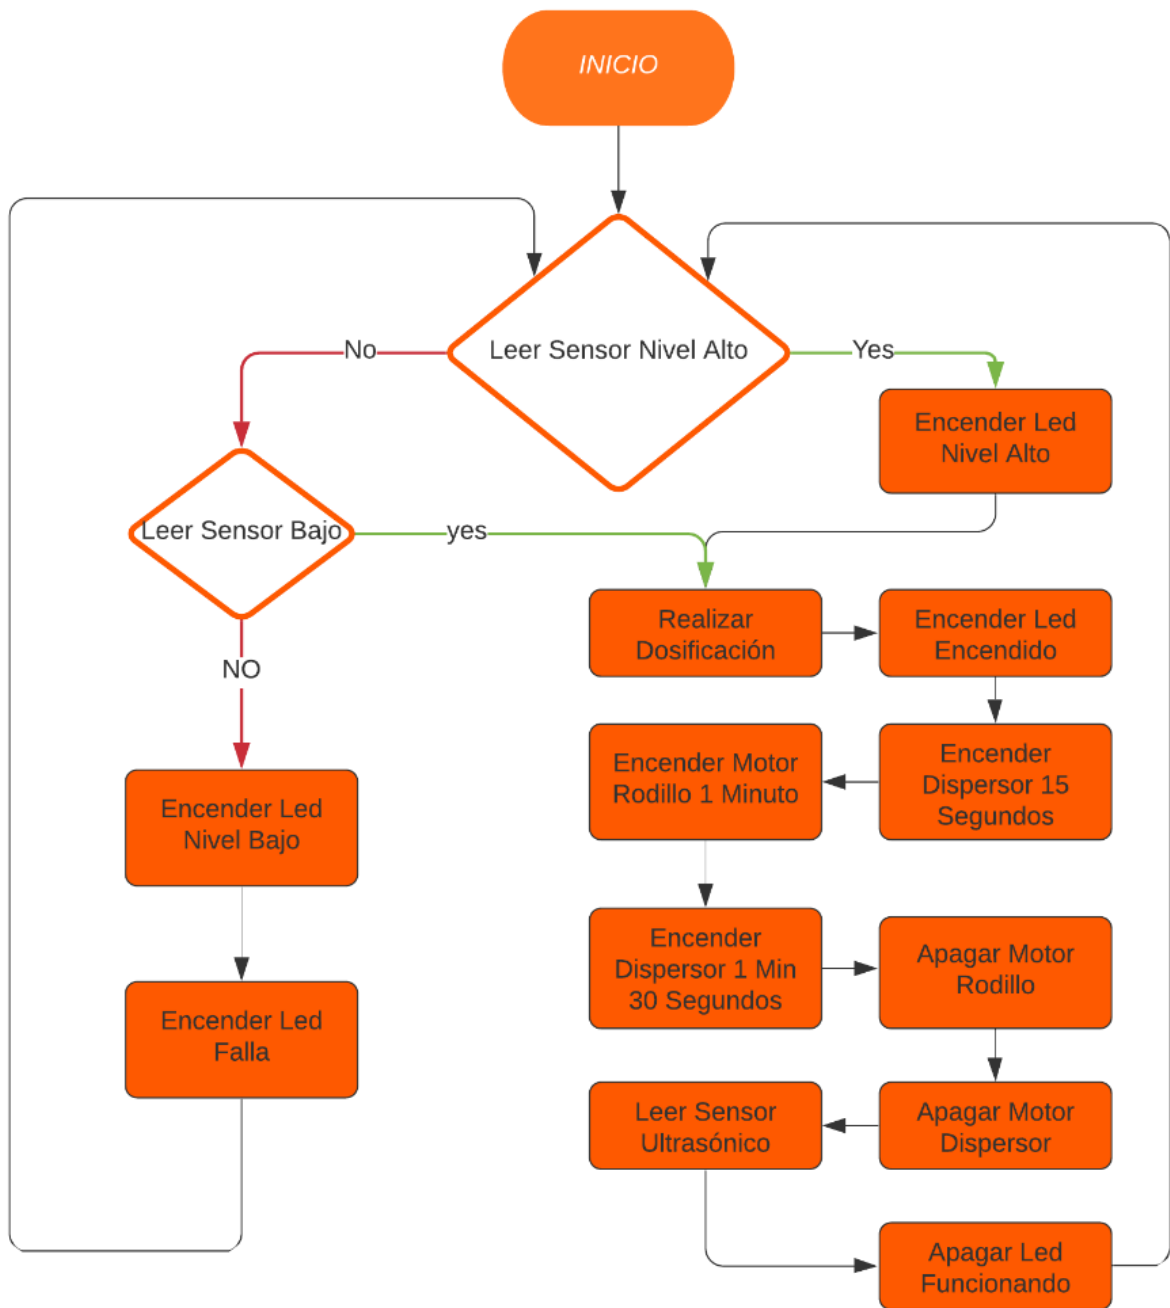 INICIO
Leer Sensor Nivel Alto
No
Yes
Encender Led
Nivel Alto
Leer Sensor Bajo
yes
NO
Realizar
Dosificación
Encender Led
Encendido
Encender Motor
Rodillo 1 Minuto
Encender
Dispersor 15
Segundos
Encender Led
Nivel Bajo
Encender
Dispersor 1 Min
30 Segundos
Apagar Motor
Rodillo
Encender Led
Falla
Leer Sensor
Ultrasónico
Apagar Motor
Dispersor
Apagar Led
Funcionando